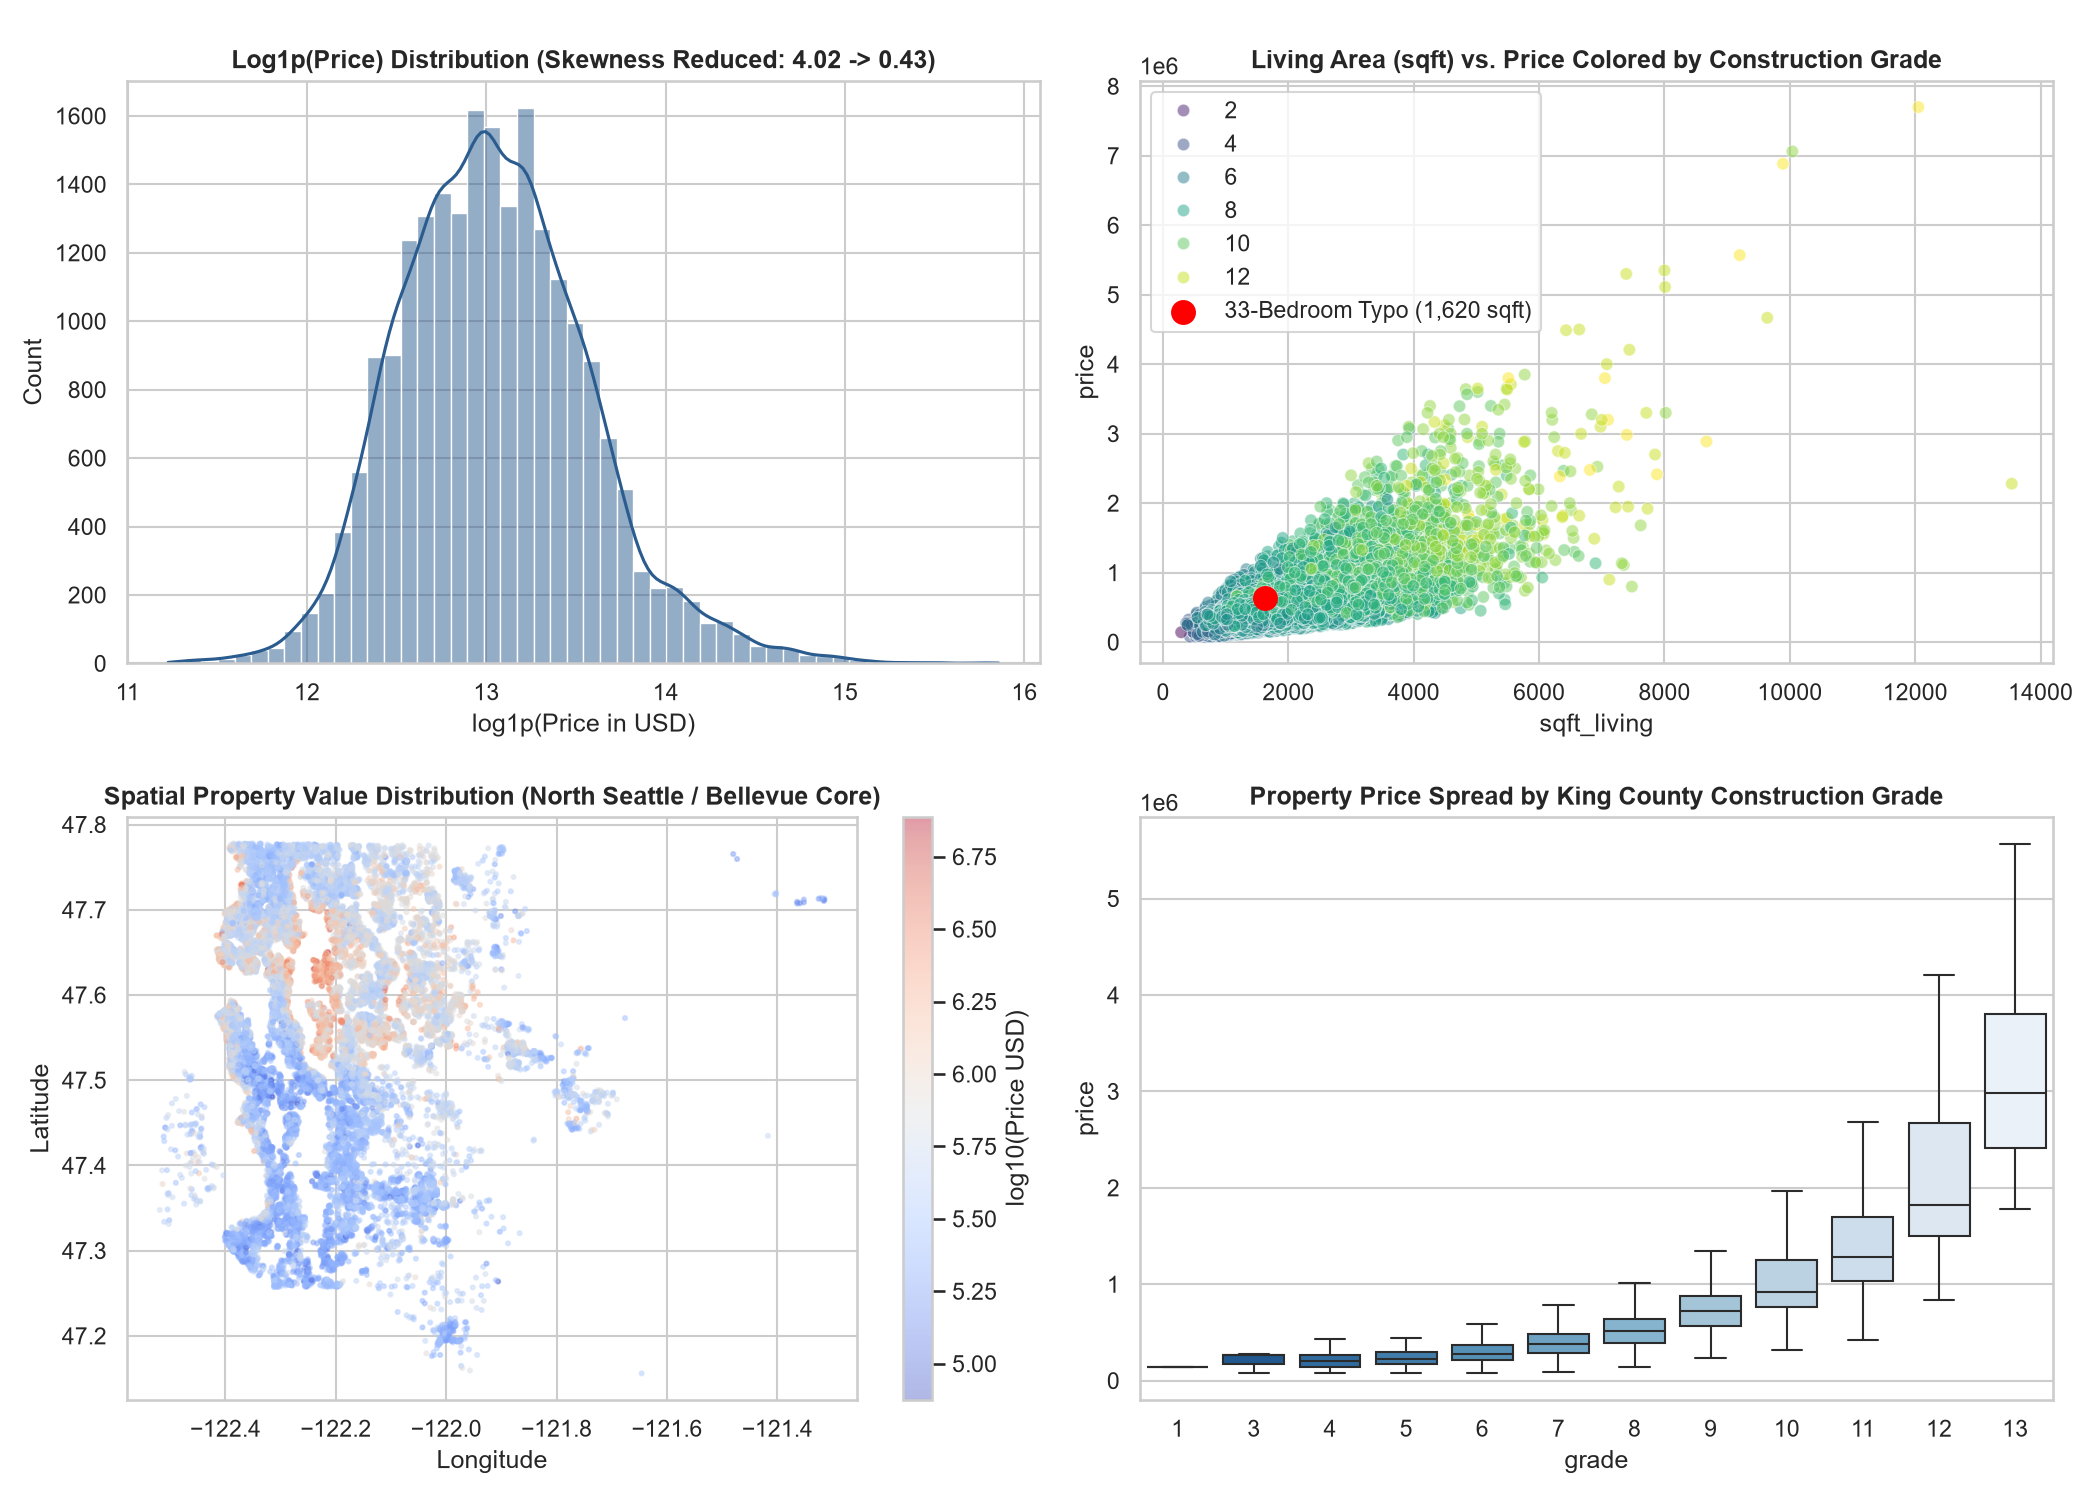 Log1p(Price) Distribution (Skewness Reduced: 4.02 -> 0.43)
1600
1400
1200
1000
800
600
400
200
0
Count
11 12 13 14 15 16
log1p(Price in USD)
Living Area (sqft) vs. Price Colored by Construction Grade
1e6
8
7
6
5
4
3
2
1
0
price
2
4
6
8
10
12
33-Bedroom Typo (1,620 sqft)
0 2000 4000 6000 8000 10000 12000 14000
sqft_living
Spatial Property Value Distribution (North Seattle / Bellevue Core)
47.8
47.7
47.6
47.5
47.4
47.3
47.2
Latitude
−122.4 −122.2 −122.0 −121.8 −121.6 −121.4
Longitude
6.75
6.50
6.25
6.00
5.75
5.50
5.25
5.00
log10(Price USD)
Property Price Spread by King County Construction Grade
1e6
5
4
3
2
1
0
price
1 3 4 5 6 7 8 9 10 11 12 13
grade